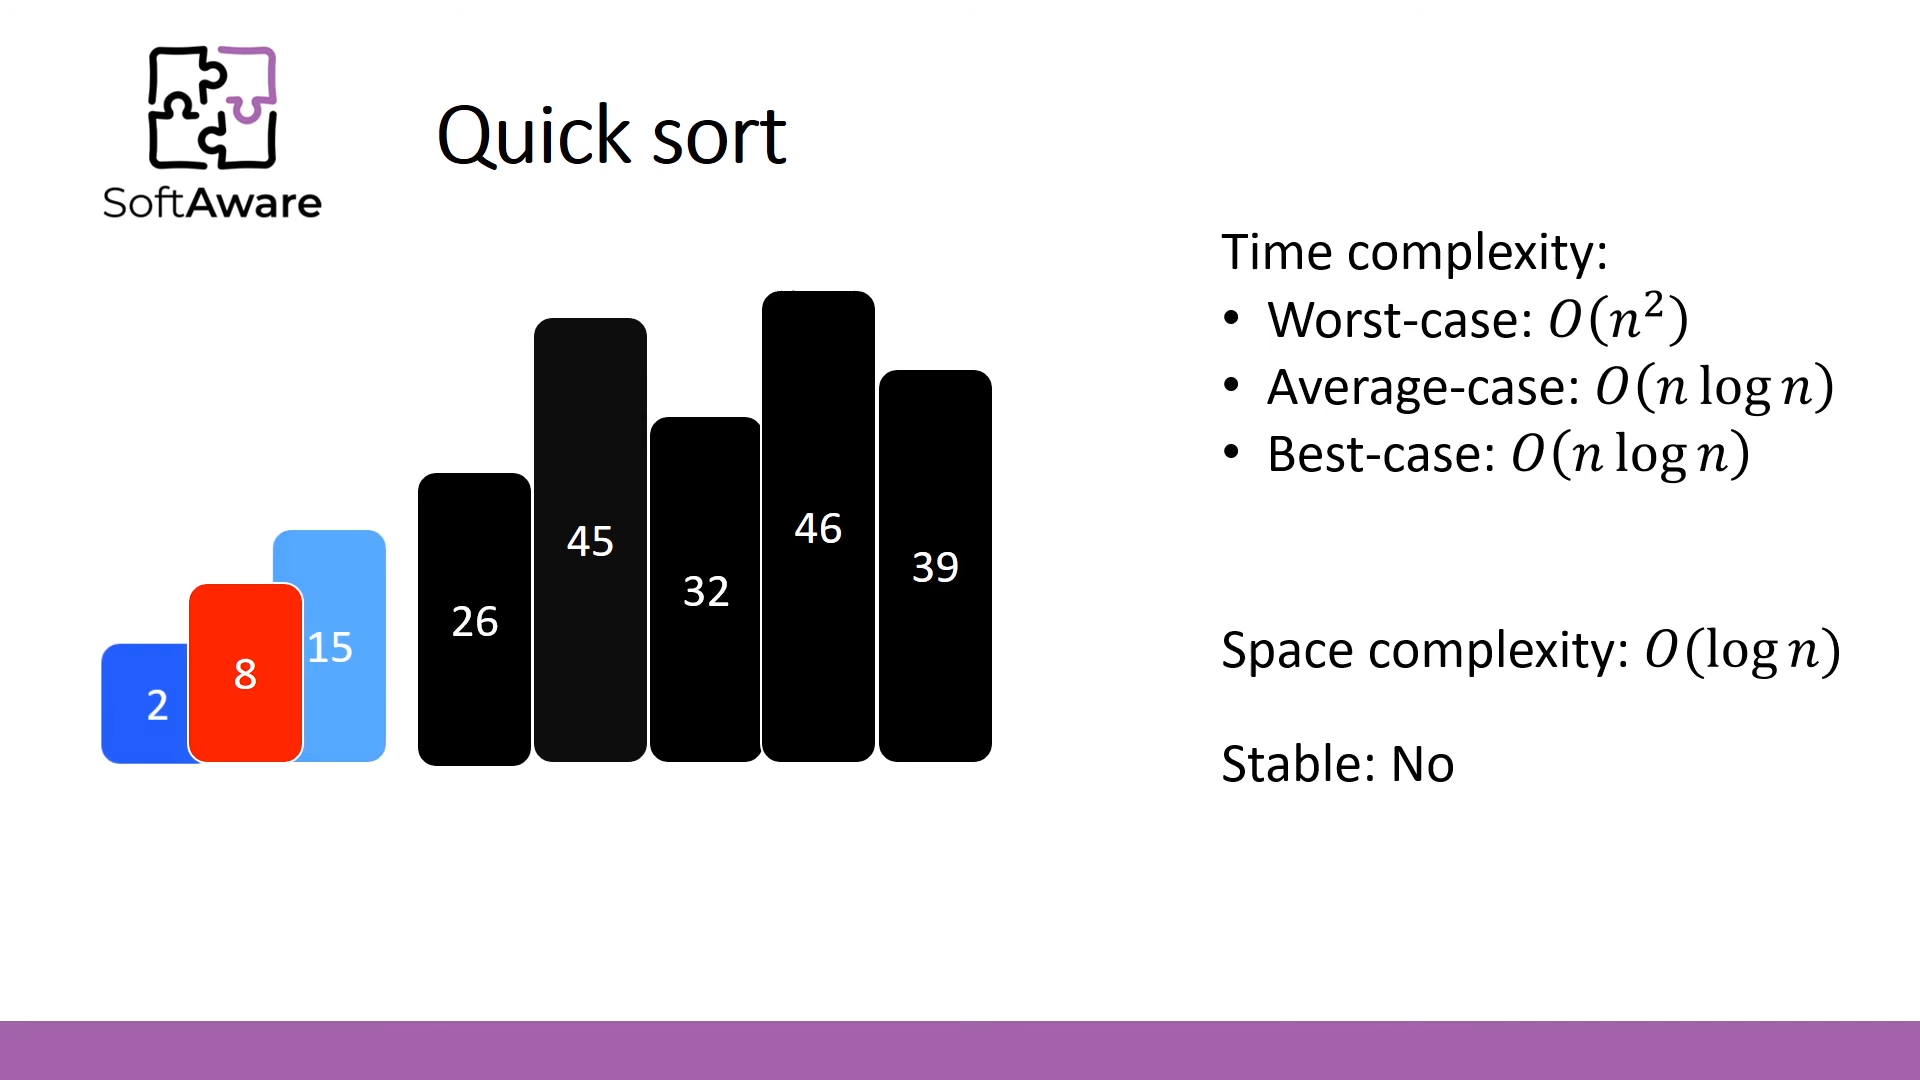 SoftAware
Quick sort
2
8
15
26
45
32
46
39
Time complexity:
• Worst-case: O(n²)
• Average-case: O(n log n)
• Best-case: O(n log n)
Space complexity: O(log n)
Stable: No